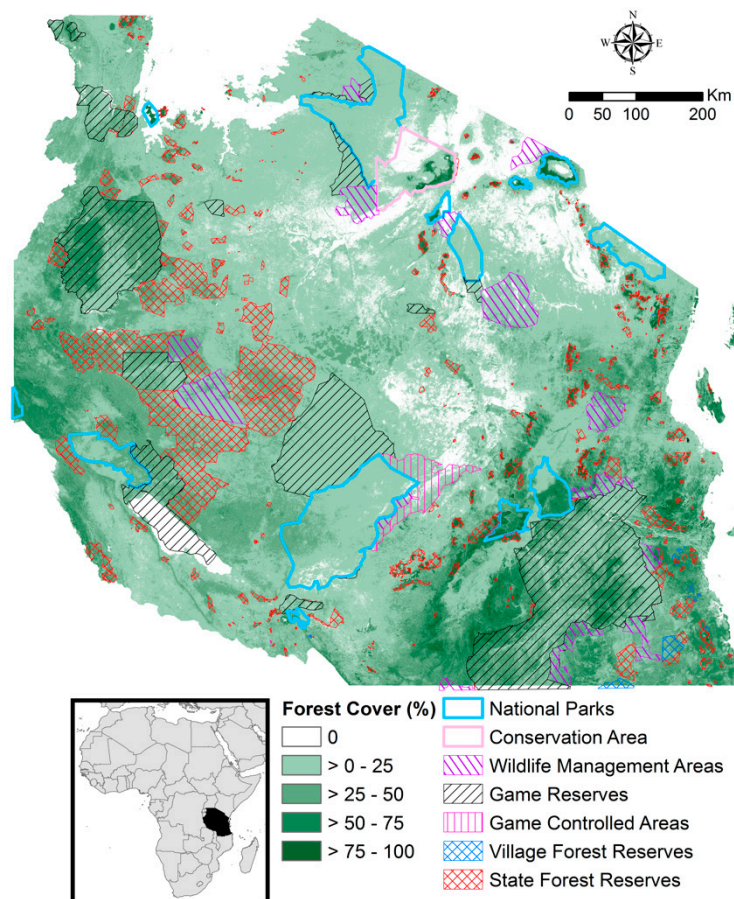 N
W E
S
Km
0 50 100 200
Forest Cover (%)
0
> 0 - 25
> 25 - 50
> 50 - 75
> 75 - 100
National Parks
Conservation Area
Wildlife Management Areas
Game Reserves
Game Controlled Areas
Village Forest Reserves
State Forest Reserves